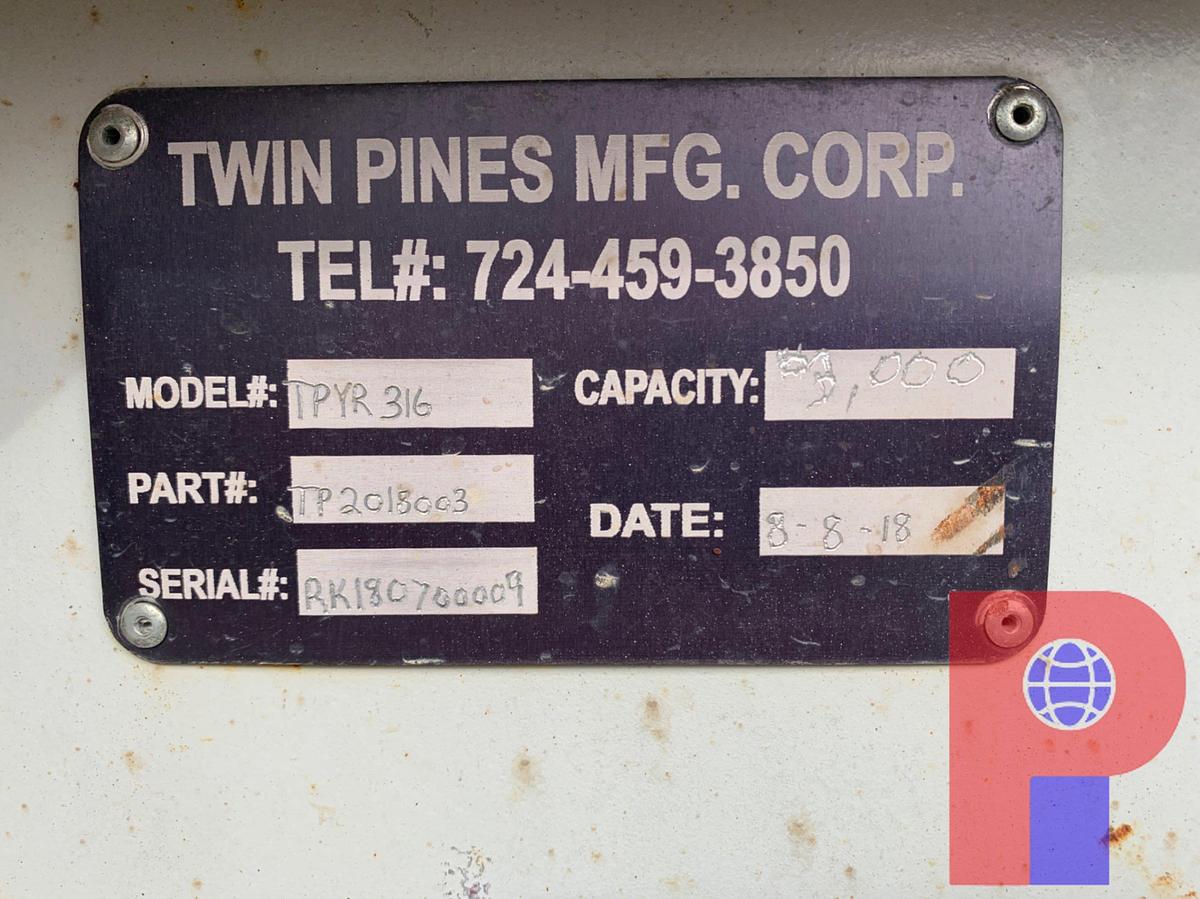 TWIN PINES MFG. CORP.
TEL#: 724-459-3850
MODEL#: TPYR 316
CAPACITY: ,000
PART#: TP2018003
DATE: 8-8-18
SERIAL#: RK180700009